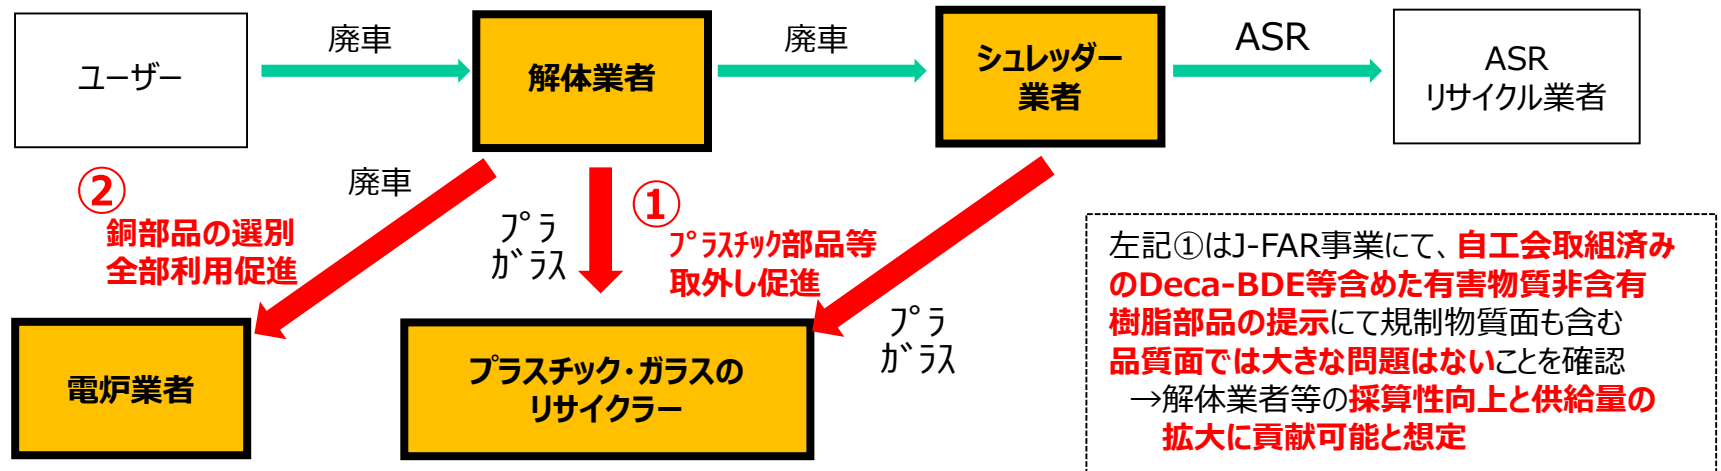 ユーザー
廃車
解体業者
廃車
シュレッダー
業者
ASR
ASR
リサイクル業者
②
銅部品の選別
全部利用促進
廃車
プラ
ガラス
①
プラスチック部品等
取外し促進
プラ
ガラス
電炉業者
プラスチック・ガラスの
リサイクラー
左記①はJ-FAR事業にて、自工会取組済み
のDeca-BDE等含めた有害物質非含有
樹脂部品の提示にて規制物質面も含む
品質面では大きな問題はないことを確認
→解体業者等の採算性向上と供給量の
拡大に貢献可能と想定